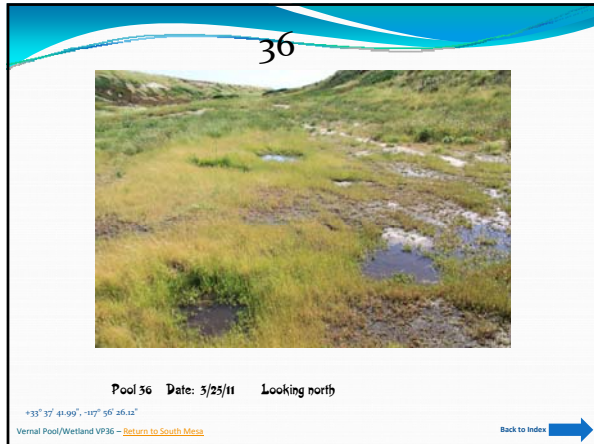 36
Pool 36 Date: 3/25/11 Looking north
+33° 37' 41.99", -117° 56' 26.12"
Vernal Pool/Wetland VP36 – Return to South Mesa
Back to Index